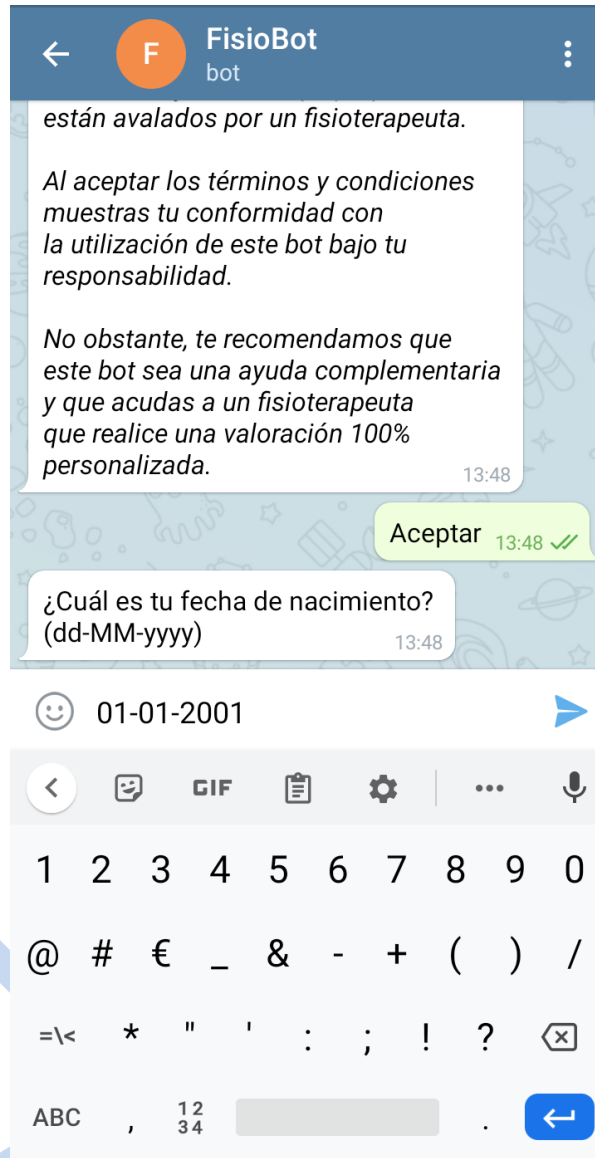 F
FisioBot
bot
están avalados por un fisioterapeuta.
Al aceptar los términos y condiciones
muestras tu conformidad con
la utilización de este bot bajo tu
responsabilidad.
No obstante, te recomendamos que
este bot sea una ayuda complementaria
y que acudas a un fisioterapeuta
que realice una valoración 100%
personalizada.
13:48
Aceptar 13:48
¿Cuál es tu fecha de nacimiento?
(dd-MM-yyyy)
13:48
01-01-2001
GIF
1 2 3 4 5 6 7 8 9 0
@ # € _ & - + ( ) /
=\< * " ' : ; ! ?
ABC , 12 34 .